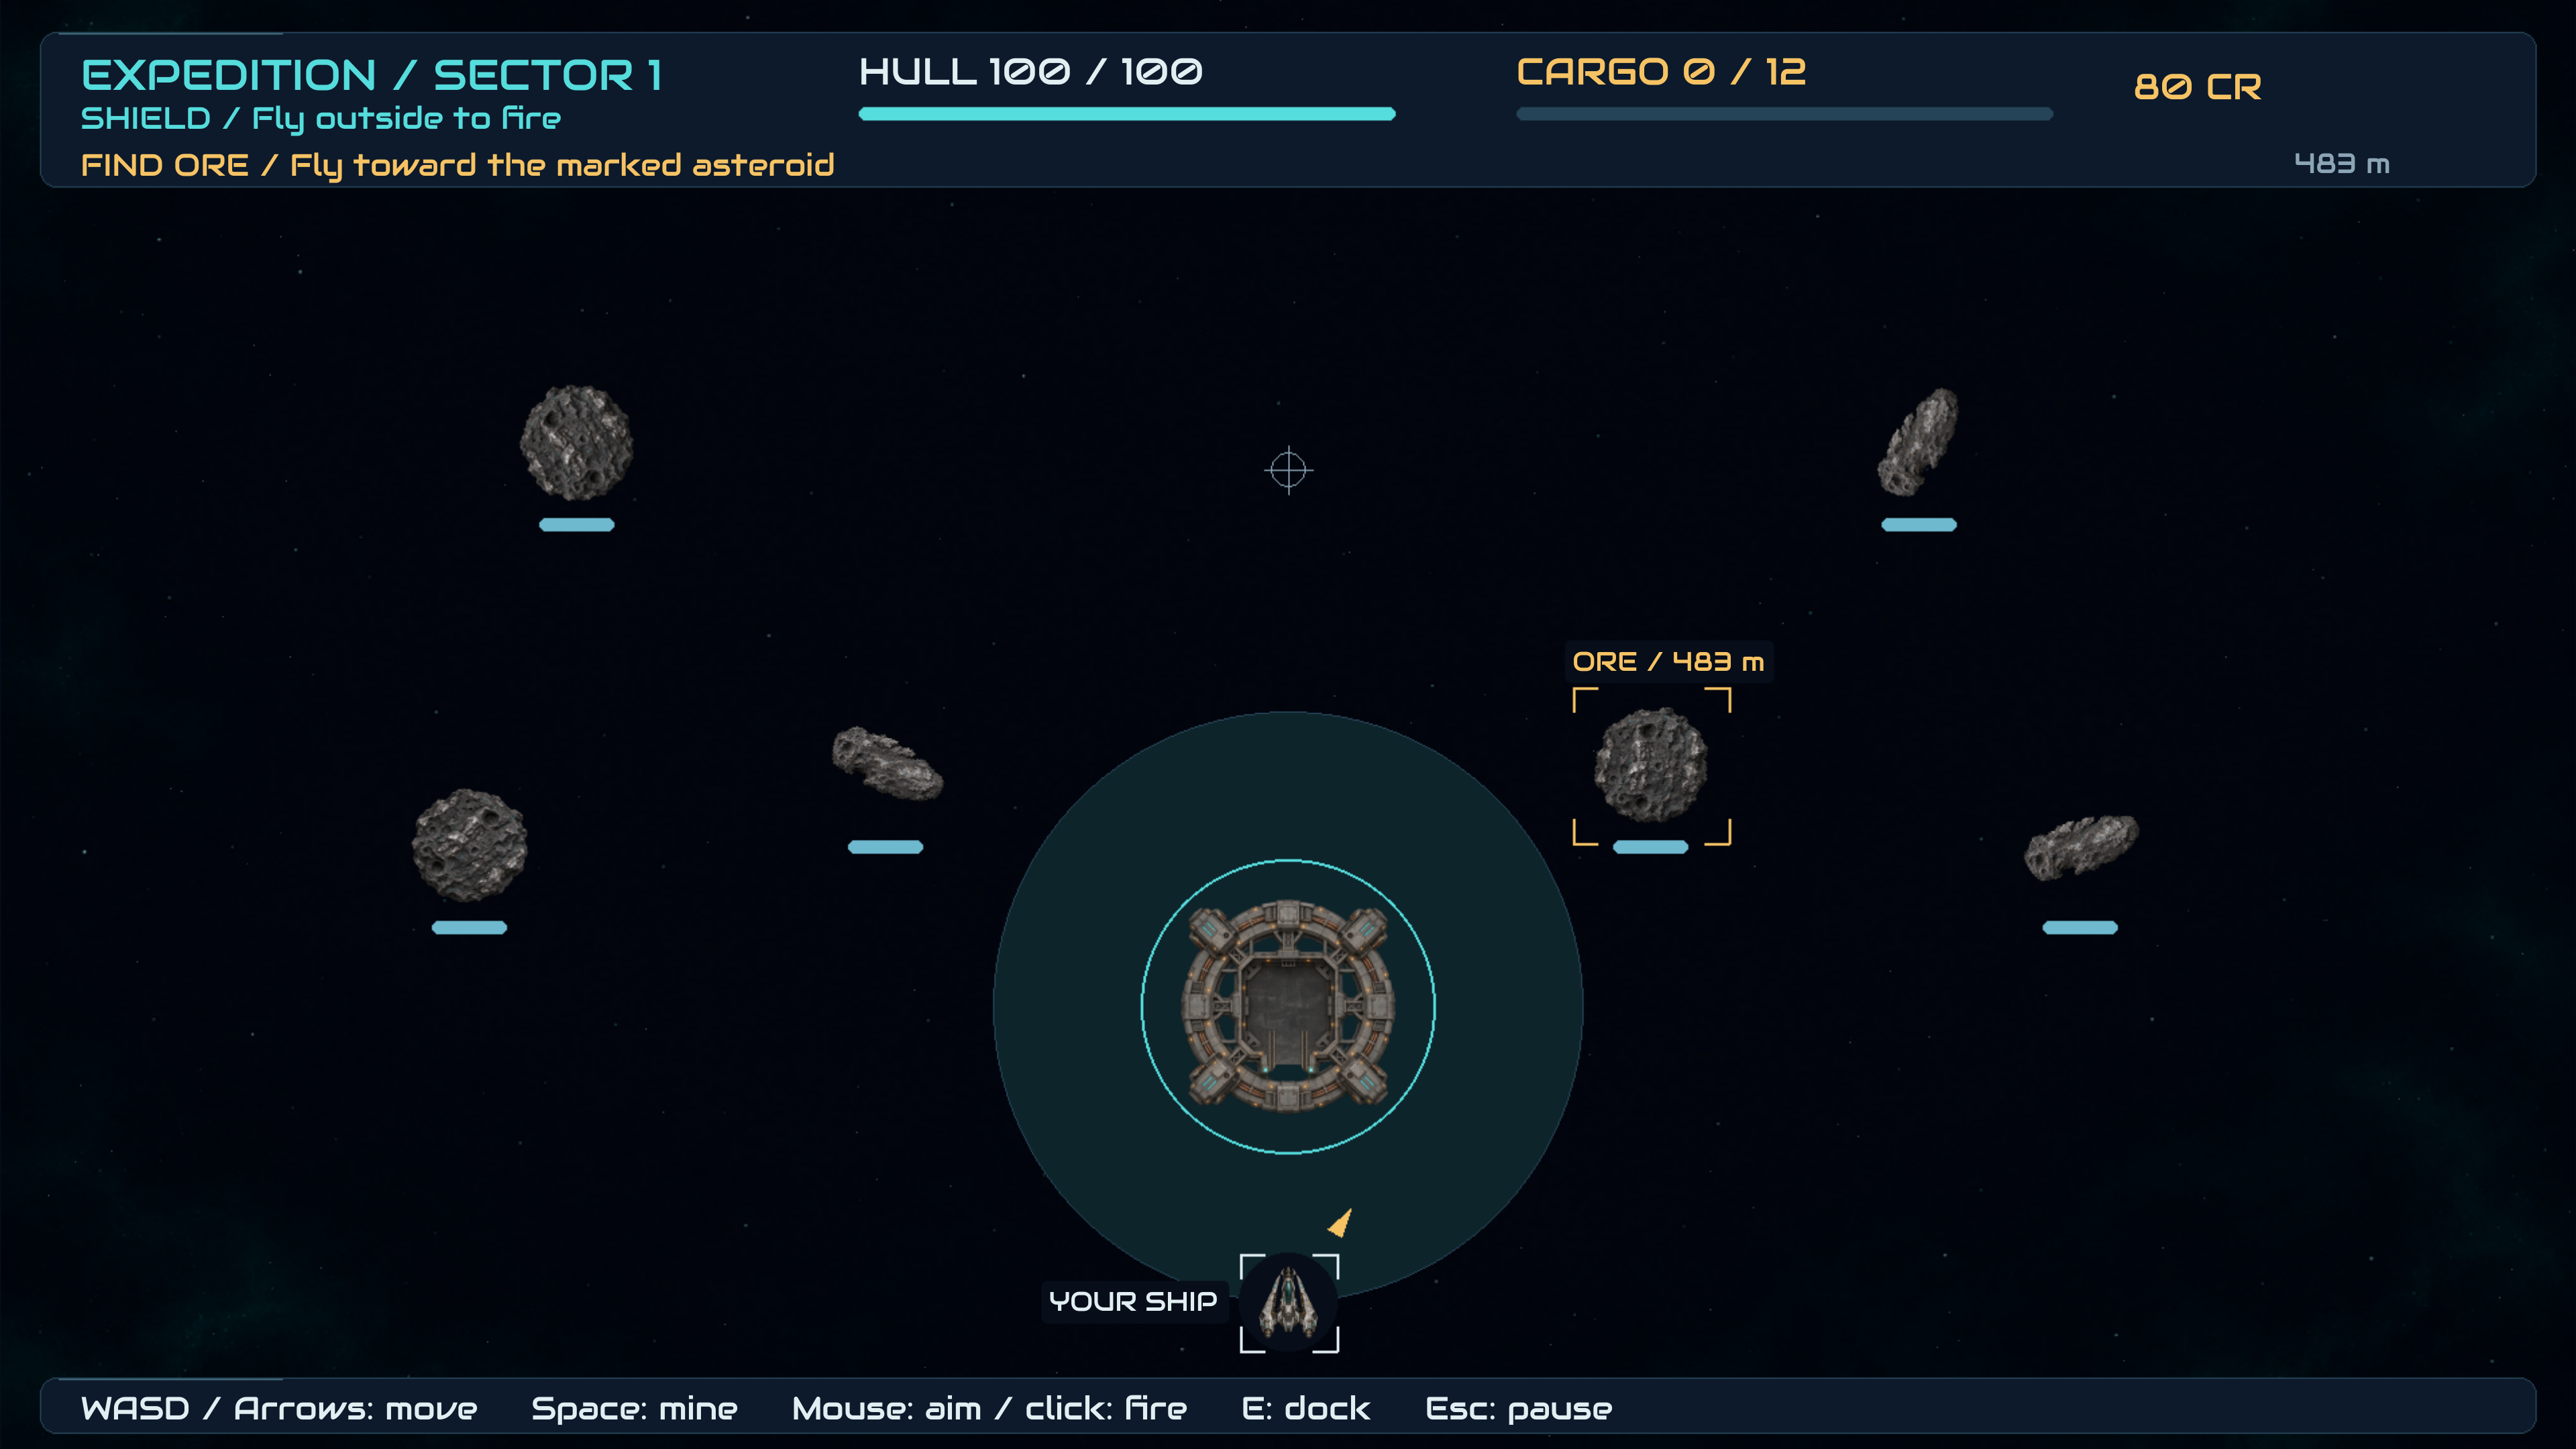 EXPEDITION / SECTOR 1
HULL 100 / 100
CARGO 0 / 12
80 CR
SHIELD / Fly outside to fire
FIND ORE / Fly toward the marked asteroid
483 m
ORE / 483 m
YOUR SHIP
WASD / Arrows: move
Space: mine
Mouse: aim / click: fire
E: dock
Esc: pause